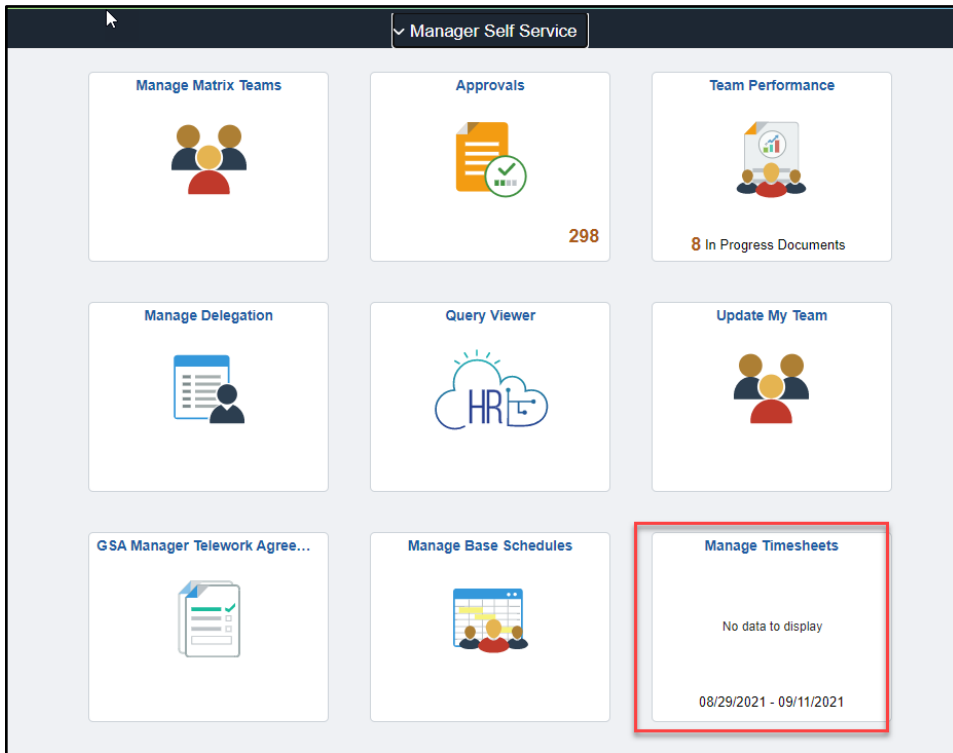 Manager Self Service
Manage Matrix Teams
Approvals
Team Performance
298
8 In Progress Documents
Manage Delegation
Query Viewer
Update My Team
HR
GSA Manager Telework Agree...
Manage Base Schedules
Manage Timesheets
No data to display
08/29/2021 - 09/11/2021